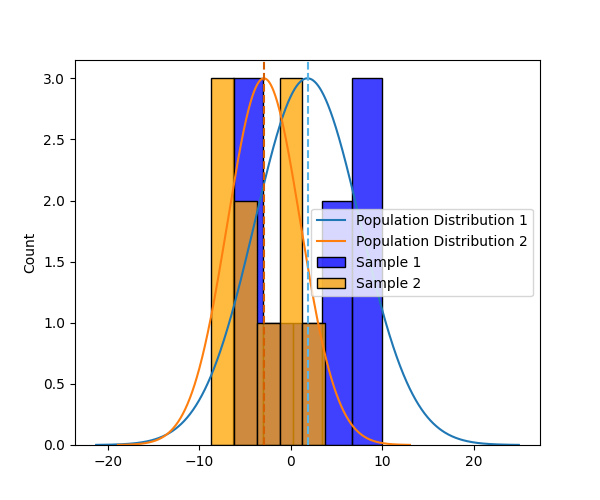 3.0
2.5
2.0
1.5
1.0
0.5
0.0
Count
Population Distribution 1
Population Distribution 2
Sample 1
Sample 2
−20
−10
0
10
20